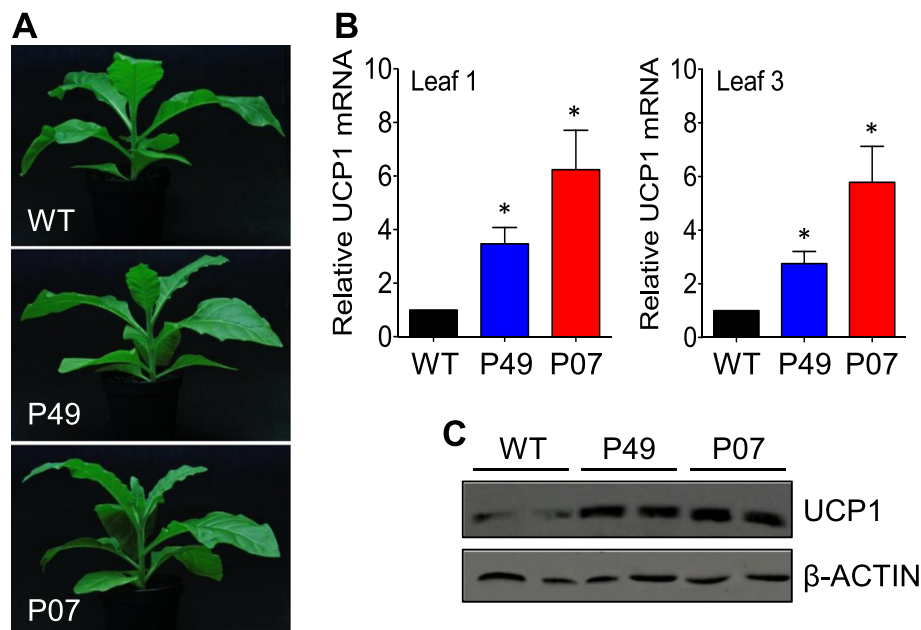 A
WT
P49
P07
B
Relative UCP1 mRNA
10
8
6
4
2
0
Leaf 1
*
*
WT P49 P07
Relative UCP1 mRNA
10
8
6
4
2
0
Leaf 3
*
*
WT P49 P07
C
WT P49 P07
UCP1
β-ACTIN